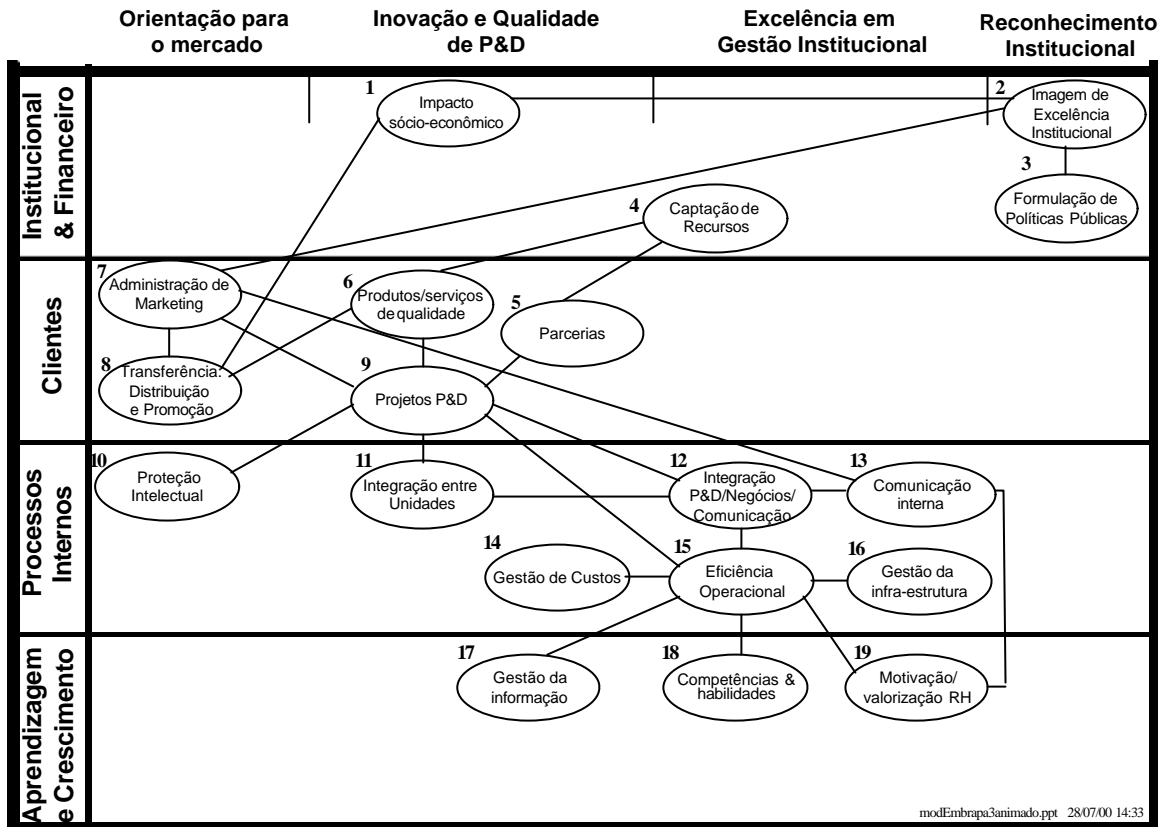 Orientação para
o mercado
Inovação e Qualidade
de P&D
Excelência em
Gestão Institucional
Reconhecimento
Institucional
Institucional
& Financeiro
1
Impacto
sócio-econômico
2
Imagem de
Excelência
Institucional
3
Formulação de
Políticas Públicas
4
Captação de
Recursos
Clientes
7
Administração de
Marketing
6
Produtos/serviços
de qualidade
5
Parcerias
8
Transferência:
Distribuição
e Promoção
9
Projetos P&D
Processos
Internos
10
Proteção
Intelectual
11
Integração entre
Unidades
12
Integração
P&D/Negócios/
Comunicação
13
Comunicação
interna
14
Gestão de Custos
15
Eficiência
Operacional
16
Gestão da
infra-estrutura
Aprendizagem
e Crescimento
17
Gestão da
informação
18
Competências &
habilidades
19
Motivação/
valorização RH
modEmbrapa3animado.ppt 28/07/00 14:33